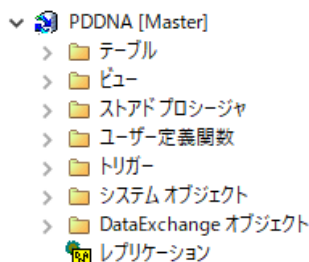 PDDNA [Master]
テーブル
ビュー
ストアド プロシージャ
ユーザー定義関数
トリガー
システム オブジェクト
DataExchange オブジェクト
レプリケーション